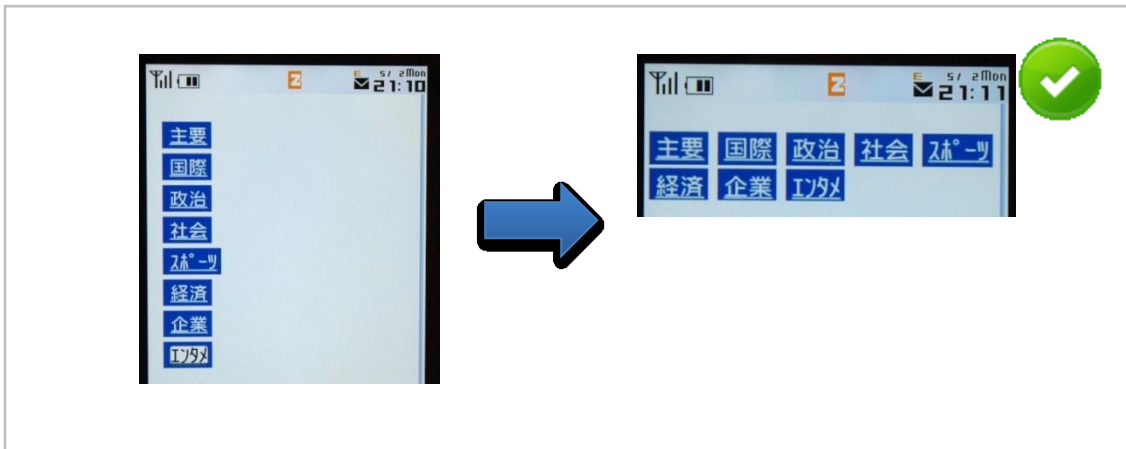 E 5/ 2Mon
21:10
主要
国際
政治
社会
ｽﾎﾟｰﾂ
経済
企業
ｴﾝﾀﾒ
E 5/ 2Mon
21:11
主要 国際 政治 社会 ｽﾎﾟｰﾂ
経済 企業 ｴﾝﾀﾒ